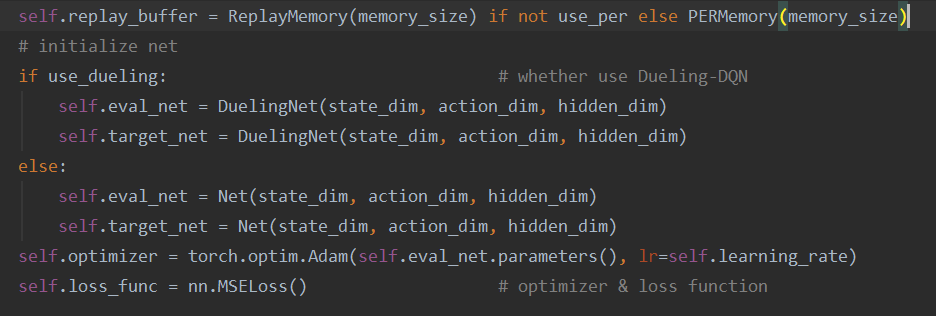 self.replay_buffer = ReplayMemory(memory_size) if not use_per else PERMemory(memory_size)
# initialize net
if use_dueling:                                 # whether use Dueling-DQN
    self.eval_net = DuelingNet(state_dim, action_dim, hidden_dim)
    self.target_net = DuelingNet(state_dim, action_dim, hidden_dim)
else:
    self.eval_net = Net(state_dim, action_dim, hidden_dim)
    self.target_net = Net(state_dim, action_dim, hidden_dim)
self.optimizer = torch.optim.Adam(self.eval_net.parameters(), lr=self.learning_rate)
self.loss_func = nn.MSELoss()                   # optimizer & loss function